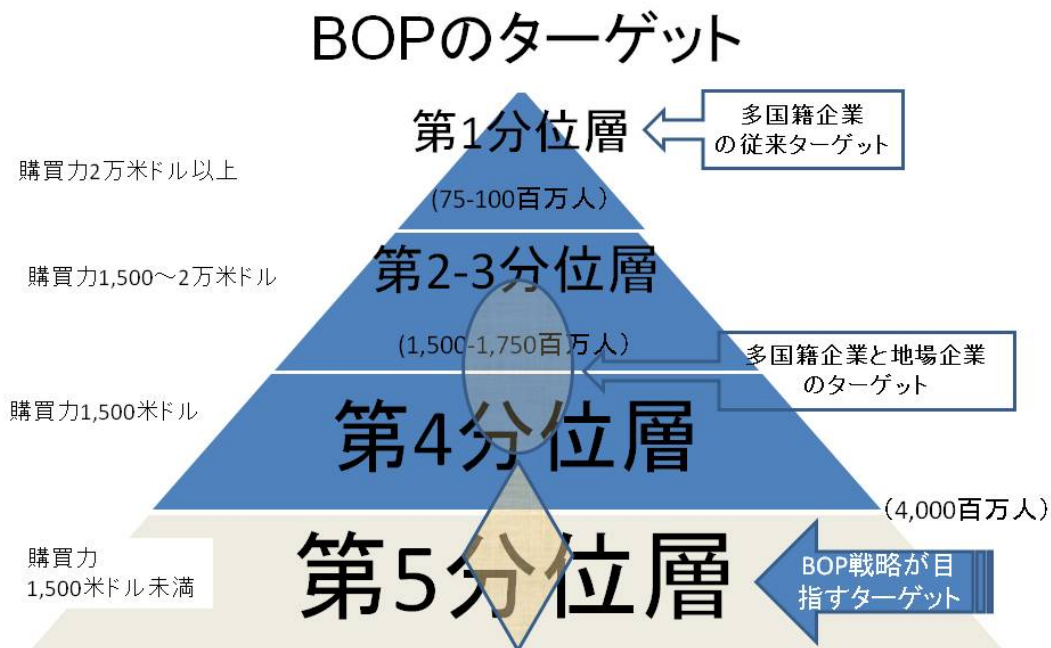 BOPのターゲット
第1分位層
多国籍企業
の従来ターゲット
購買力2万米ドル以上
(75-100百万人)
第2-3分位層
購買力1,500～2万米ドル
(1,500-1,750百万人)
多国籍企業と地場企業
のターゲット
購買力1,500米ドル
第4分位層
(4,000百万人)
購買力
1,500米ドル未満
第5分位層
BOP戦略が目
指すターゲット